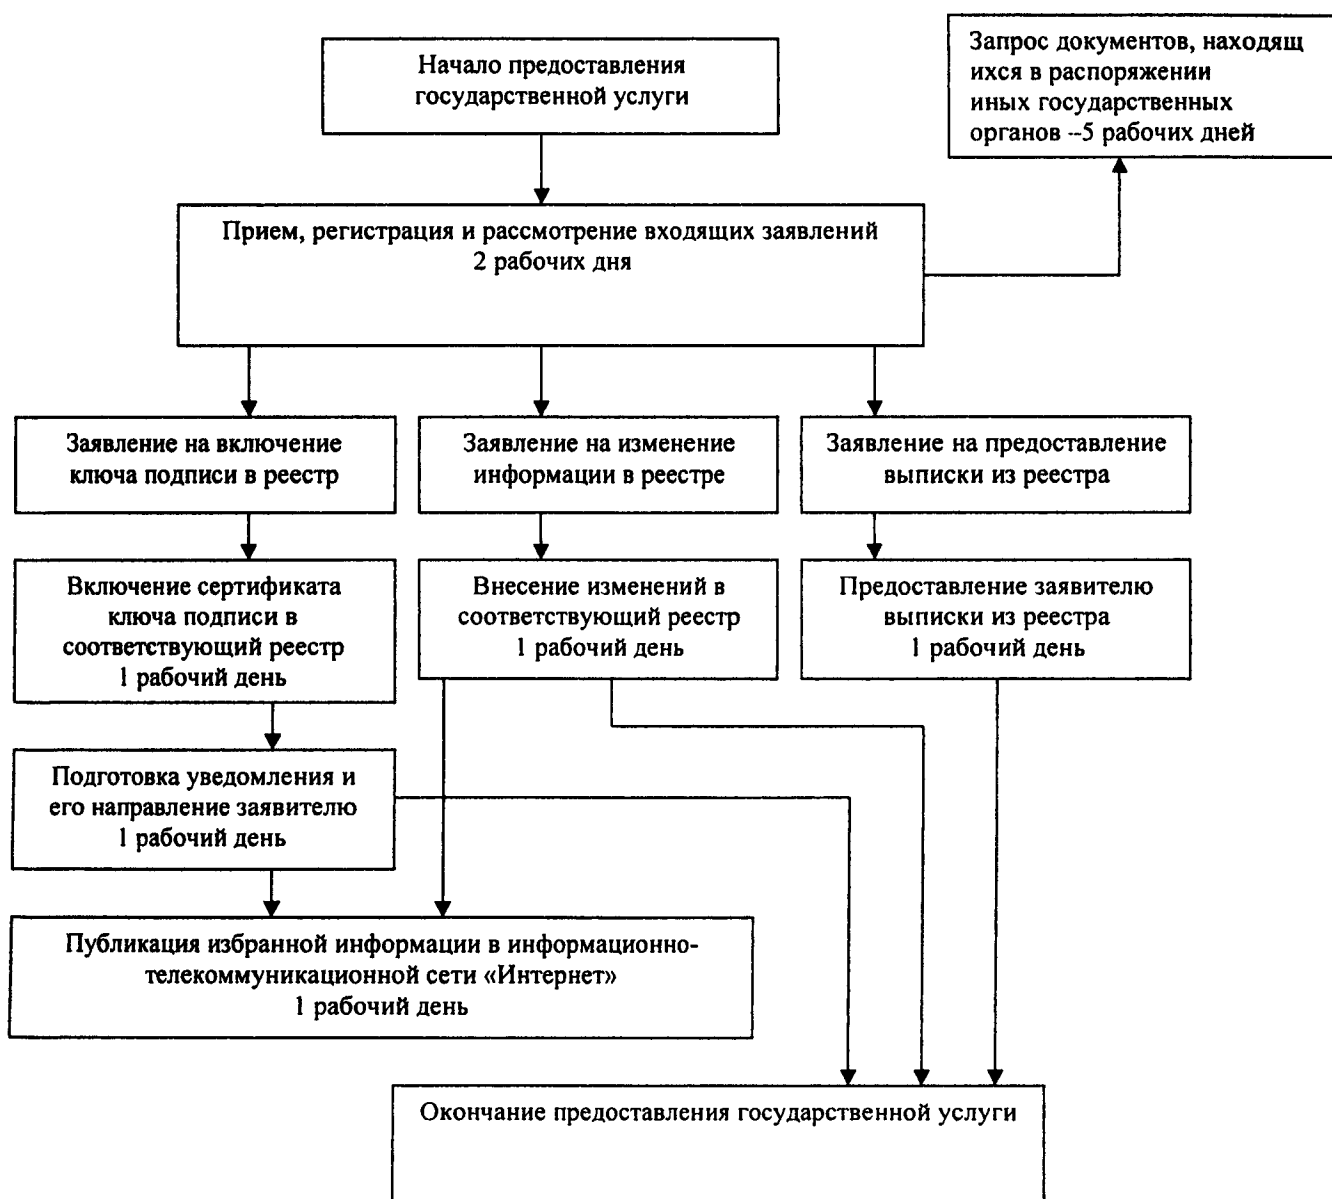 Начало предоставления
государственной услуги
Запрос документов, находящ
ихся в распоряжении
иных государственных
органов --5 рабочих дней
Прием, регистрация и рассмотрение входящих заявлений
2 рабочих дня
Заявление на включение
ключа подписи в реестр
Заявление на изменение
информации в реестре
Заявление на предоставление
выписки из реестра
Включение сертификата
ключа подписи в
соответствующий реестр
1 рабочий день
Внесение изменений в
соответствующий реестр
1 рабочий день
Предоставление заявителю
выписки из реестра
1 рабочий день
Подготовка уведомления и
его направление заявителю
1 рабочий день
Публикация избранной информации в информационно-
телекоммуникационной сети «Интернет»
1 рабочий день
Окончание предоставления государственной услуги